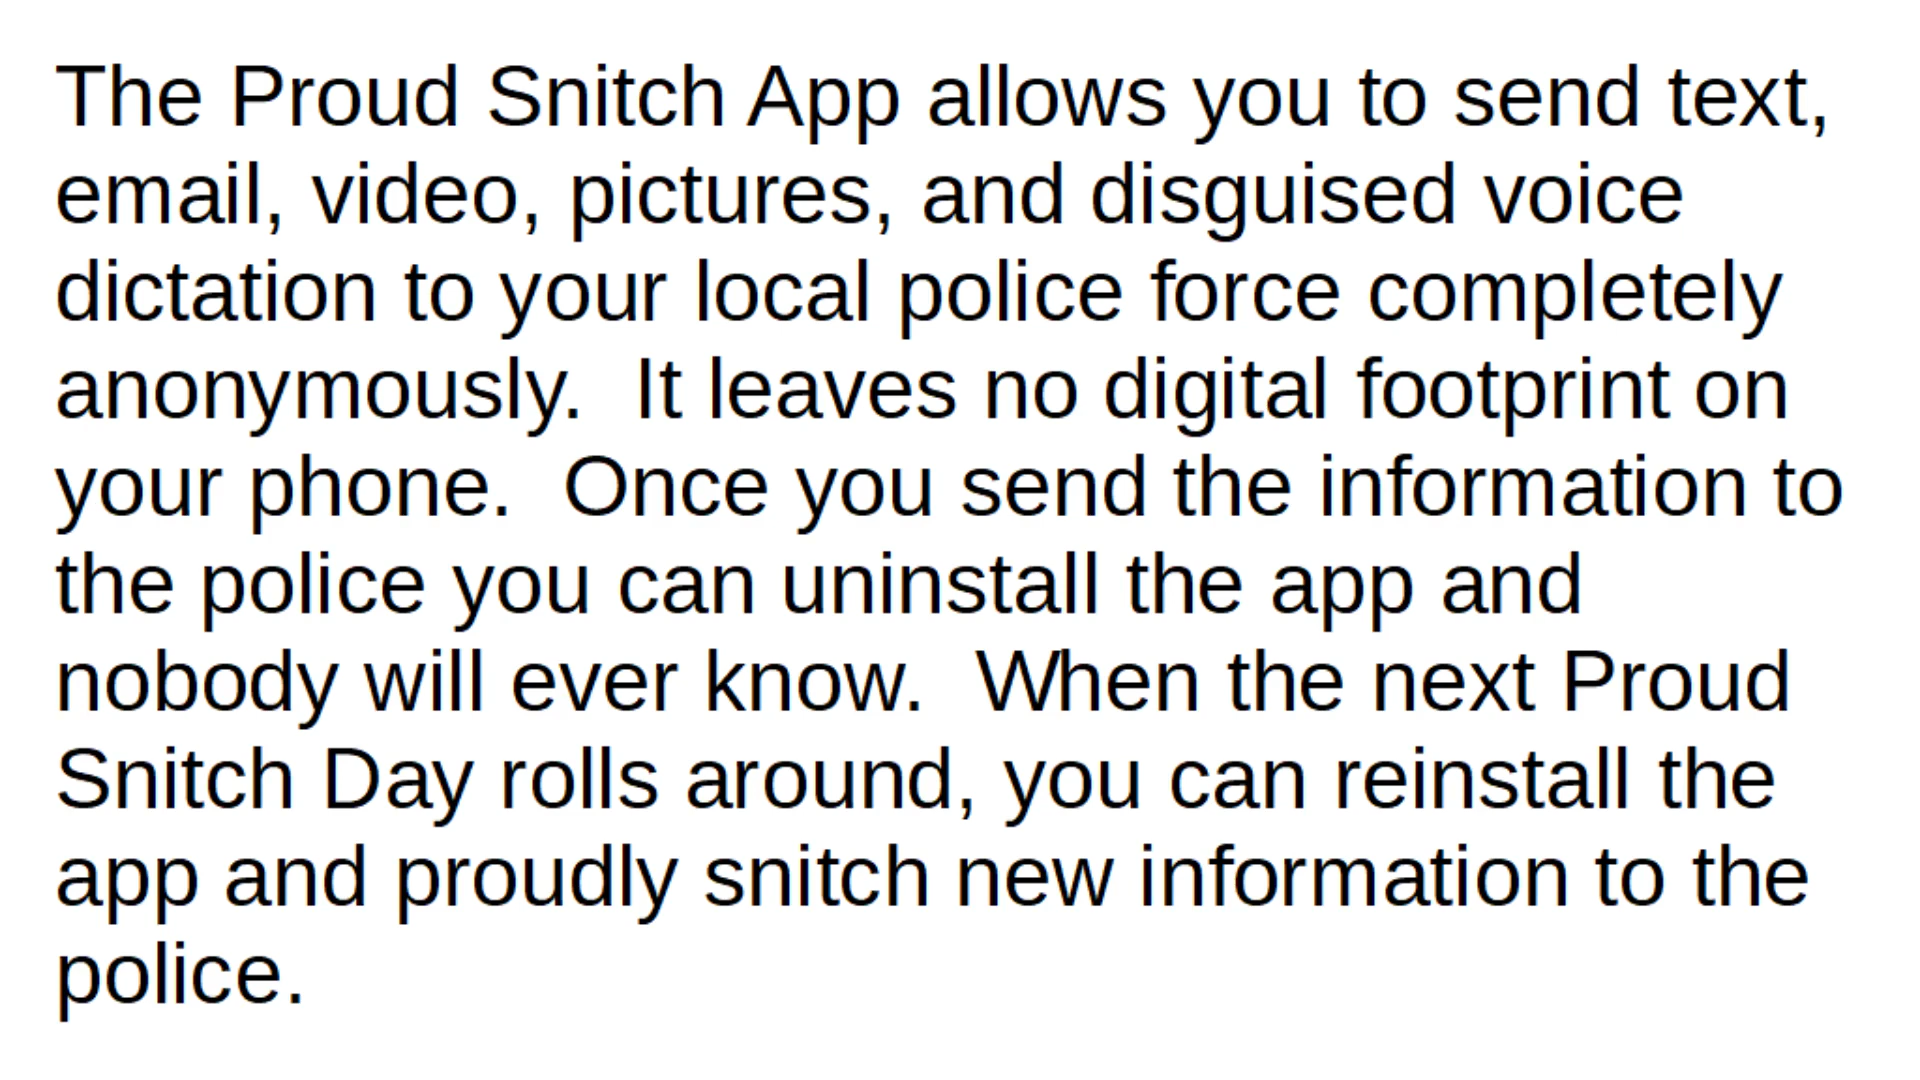 The Proud Snitch App allows you to send text,
email, video, pictures, and disguised voice
dictation to your local police force completely
anonymously.  It leaves no digital footprint on
your phone.  Once you send the information to
the police you can uninstall the app and
nobody will ever know.  When the next Proud
Snitch Day rolls around, you can reinstall the
app and proudly snitch new information to the
police.